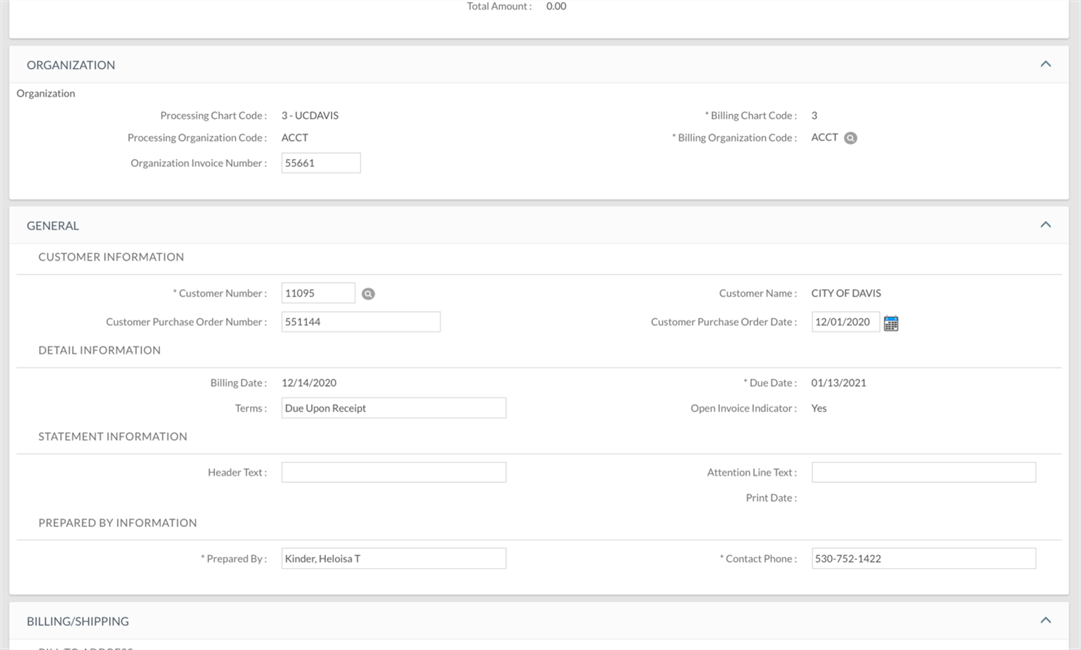 Total Amount : 0.00
ORGANIZATION
Organization
Processing Chart Code : 3 - UCDAVIS * Billing Chart Code : 3
Processing Organization Code : ACCT * Billing Organization Code : ACCT
Organization Invoice Number : 55661
GENERAL
CUSTOMER INFORMATION
* Customer Number : 11095 Customer Name : CITY OF DAVIS
Customer Purchase Order Number : 551144 Customer Purchase Order Date : 12/01/2020
DETAIL INFORMATION
Billing Date : 12/14/2020 * Due Date : 01/13/2021
Terms : Due Upon Receipt Open Invoice Indicator : Yes
STATEMENT INFORMATION
Header Text : Attention Line Text :
Print Date :
PREPARED BY INFORMATION
* Prepared By : Kinder, Heloisa T * Contact Phone : 530-752-1422
BILLING/SHIPPING
BILL TO ADDRESS